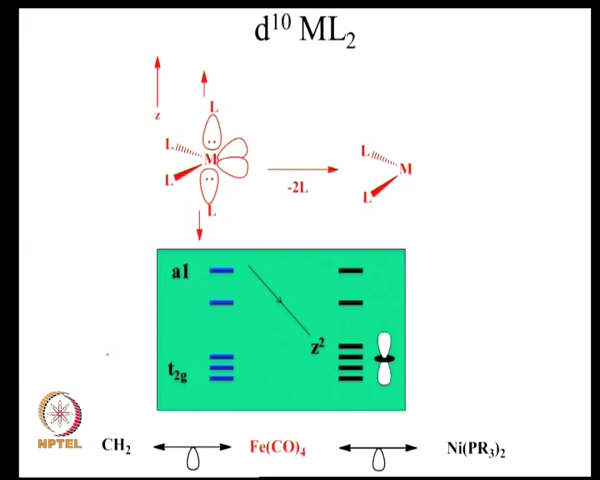 d¹⁰ ML₂
z
L
L
M
L
L
-2L
L
M
L
a1
z²
t₂g
NPTEL
CH₂
Fe(CO)₄
Ni(PR₃)₂